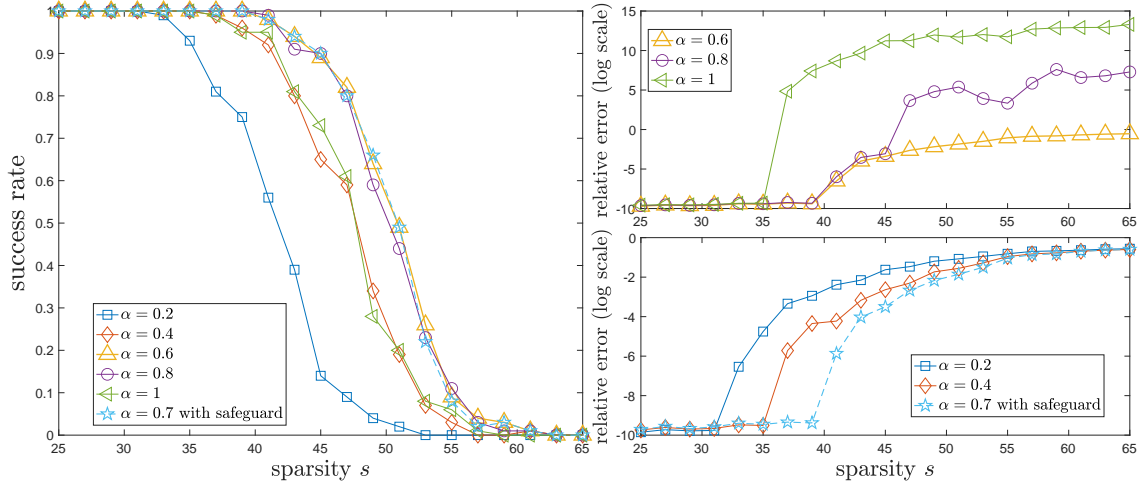 success rate
1
0.9
0.8
0.7
0.6
0.5
0.4
0.3
0.2
0.1
0
α = 0.2
α = 0.4
α = 0.6
α = 0.8
α = 1
α = 0.7 with safeguard
25 30 35 40 45 50 55 60 65
sparsity s
relative error (log scale)
15
10
5
0
-5
-10
α = 0.6
α = 0.8
α = 1
25 30 35 40 45 50 55 60 65
relative error (log scale)
0
-2
-4
-6
-8
-10
α = 0.2
α = 0.4
α = 0.7 with safeguard
25 30 35 40 45 50 55 60 65
sparsity s